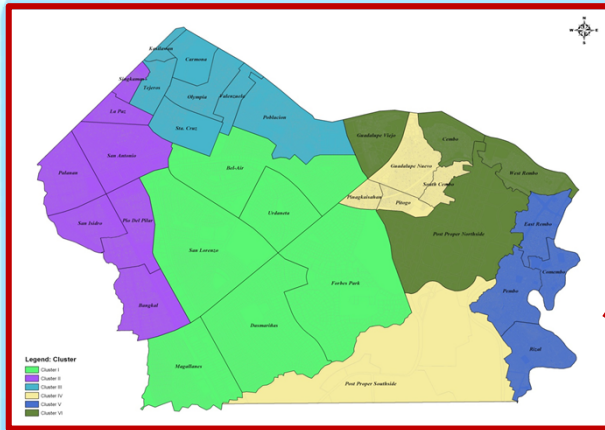 N
W E
S
Kasilawan
Carmona
Singkamas
Tejeros
Olympia
Valenzuela
La Paz
Sta. Cruz
Poblacion
Guadalupe Viejo
Cembo
San Antonio
Bel-Air
Guadalupe Nuevo
West Rembo
Palanan
South Cembo
Pinagkaisahan
Pitogo
Urdaneta
San Isidro
Pio Del Pilar
East Rembo
San Lorenzo
Post Proper Northside
Comembo
Forbes Park
Pembo
Bangkal
Dasmariñas
Rizal
Magallanes
Post Proper Southside
Legend: Cluster
Cluster I
Cluster II
Cluster III
Cluster IV
Cluster V
Cluster VI